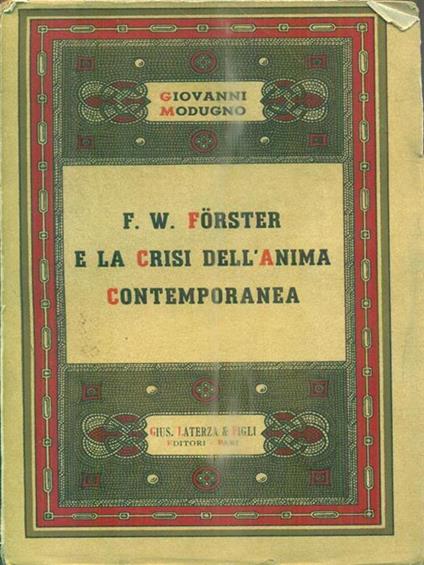 GIOVANNI
MODUGNO
F. W. FÖRSTER
E LA CRISI DELL'ANIMA
CONTEMPORANEA
GIUS. LATERZA & FIGLI
EDITORI - BARI